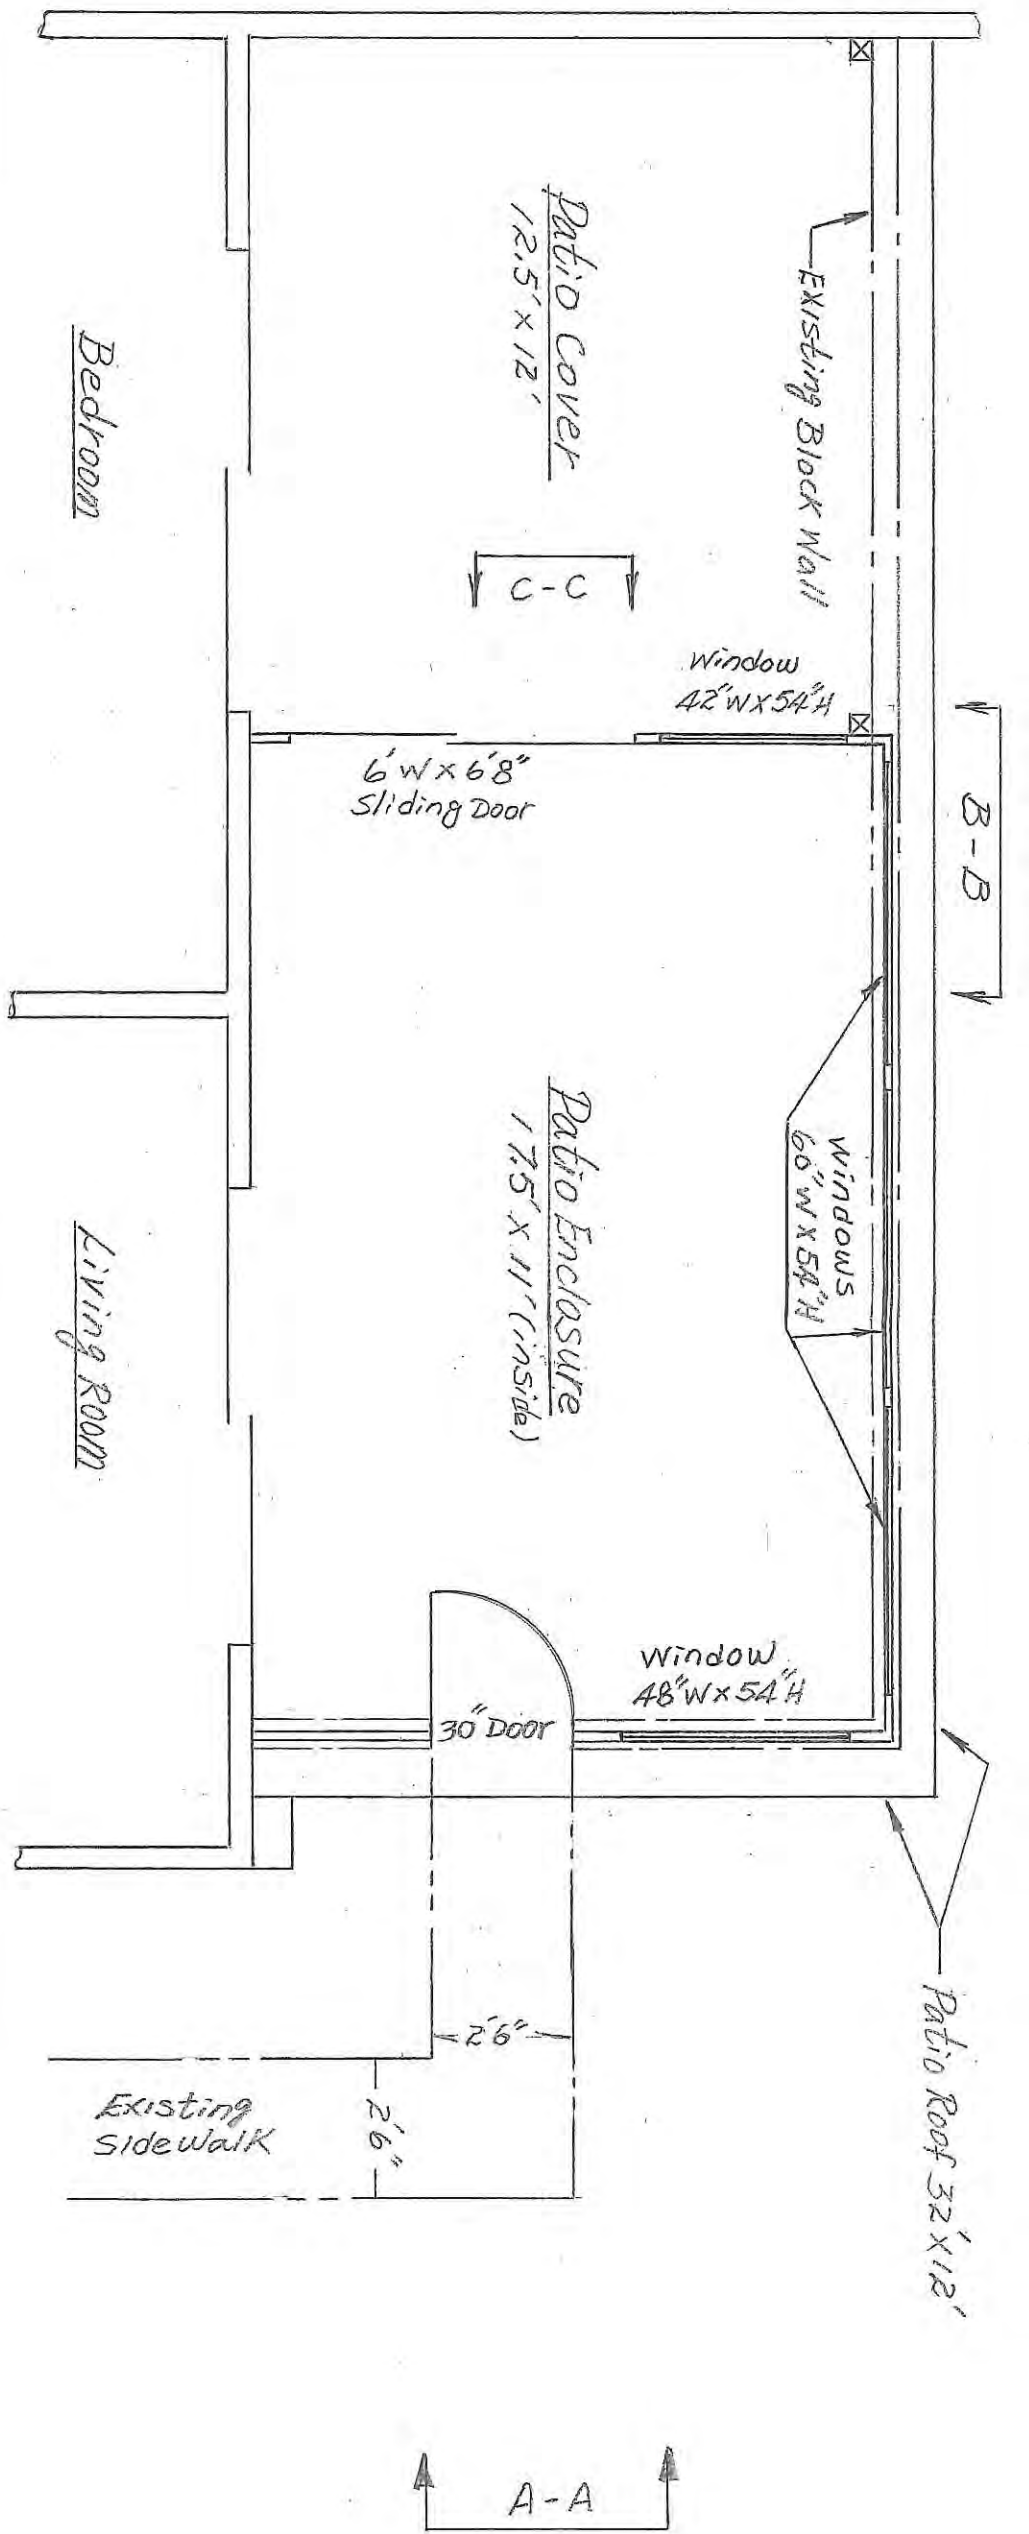 Patio Cover
12.5' x 12'
Existing Block Wall
Bedroom
C-C
Window
42"W x 54"H
6'W x 6'8"
Sliding Door
B-B
Patio Enclosure
17.5' x 11' (inside)
Windows
60"W x 54"H
Living Room
Window
48"W x 54"H
30" Door
Patio Roof 32' x 12'
2'6"
2'6"
Existing
SideWalk
A-A